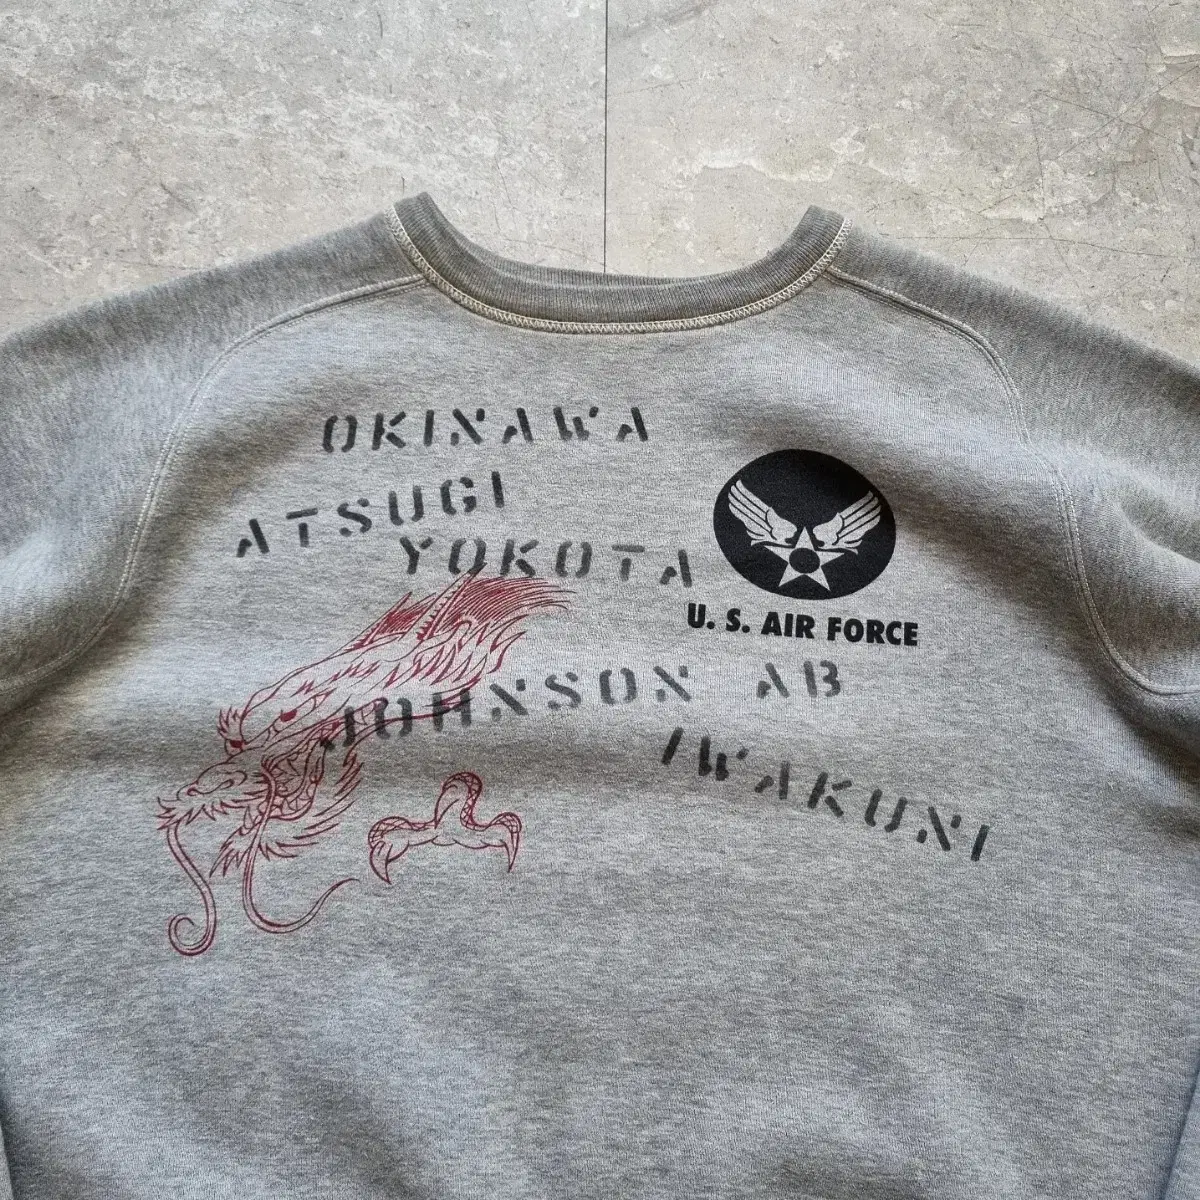 OKINAWA
ATSUGI
YOKOTA
U. S. AIR FORCE
JOHNSON AB
IWAKUNI